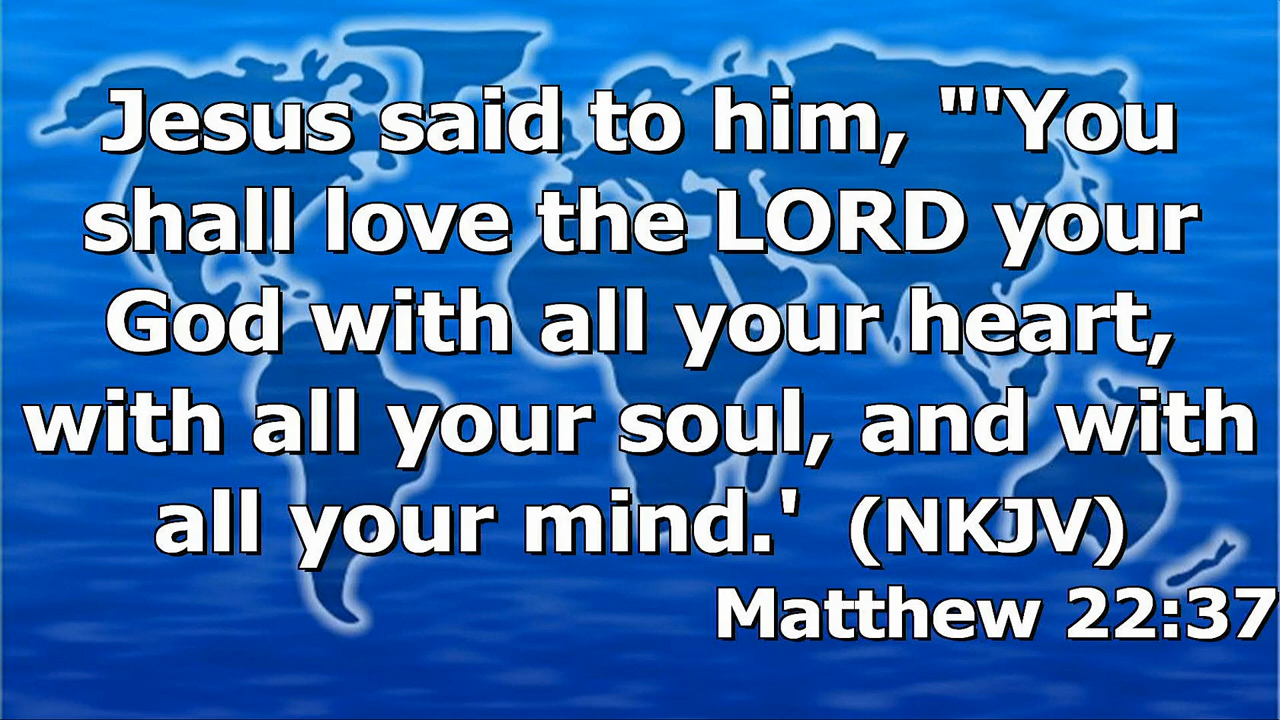 Jesus said to him, "'You
shall love the LORD your
God with all your heart,
with all your soul, and with
all your mind.'  (NKJV)
Matthew 22:37